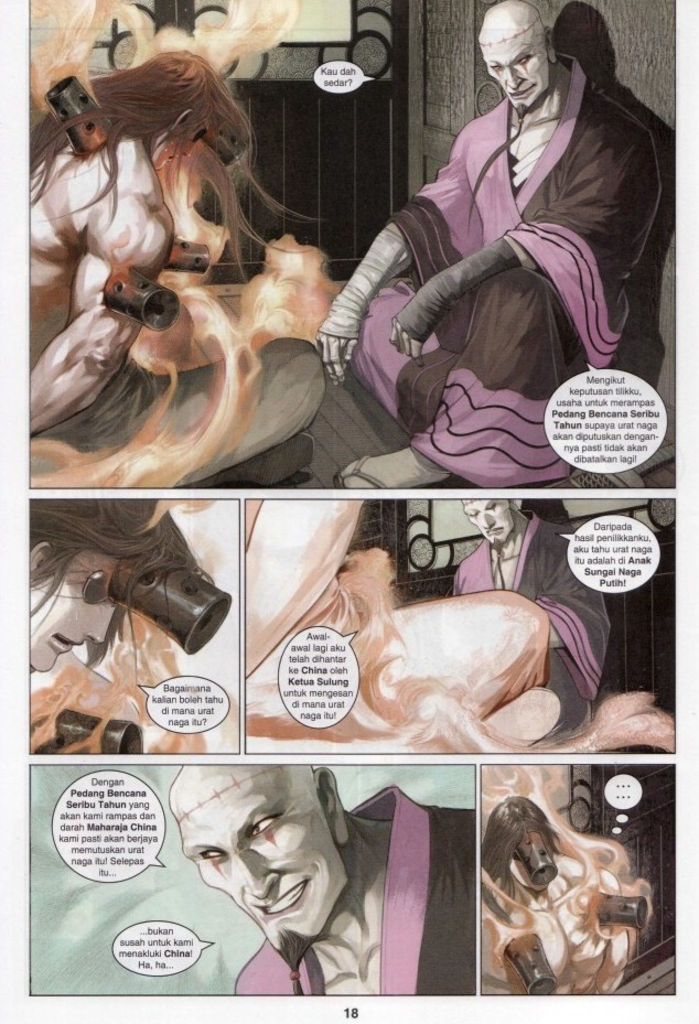 Kau dah
sedar?
Mengikut
keputusan tilikku,
usaha untuk merampas
Pedang Bencana Seribu
Tahun supaya urat naga
akan diputuskan dengan-
nya pasti tidak akan
dibatalkan lagi!
Bagaimana
kalian boleh tahu
di mana urat
naga itu?
Daripada
hasil penilikkanku,
aku tahu urat naga
itu adalah di Anak
Sungai Naga
Putih!
Awal-
awal lagi aku
telah dihantar
ke China oleh
Ketua Sulung
untuk mengesan
di mana urat
naga itu!
Dengan
Pedang Bencana
Seribu Tahun yang
kami rampas dan
darah Maharaja China
kami pasti akan berjaya
memutuskan urat
naga itu! Selepas
itu...
...bukan
susah untuk kami
menakluki China!
Ha, ha...
...
...
18